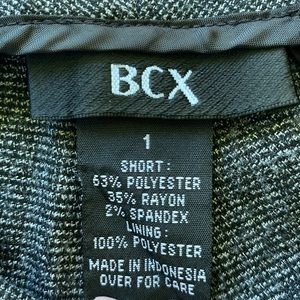 BCX
1
SHORT:
63% POLYESTER
35% RAYON
2% SPANDEX
LINING:
100% POLYESTER
MADE IN INDONESIA
OVER FOR CARE